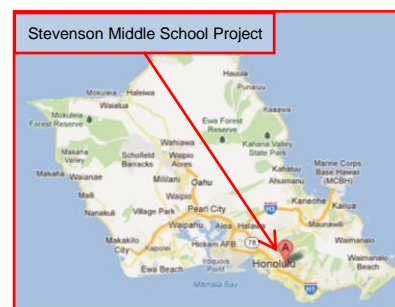 Stevenson Middle School Project
Hauula
Punaluu
Mokuleia
Haleiwa
Waialua
Mokuleia
Forest Reserve
Kaaawa
Ewa Forest
Reserve
Kahana Valley
State Park
Wahiawa
Makaha
Valley
Schofield
Barracks
Waipio
Acres
Marine Corps
Base Hawaii
(MCBH)
Kahaluu
Ahuimanu
Makaha
Waianae
Mililani
Oahu
Waipio
Kaneohe
Kailua
Maili
Nanakuli
Village Park
Pearl City
H3
Maunawili
Waipahu
Aiea
Halawa
Waimanalo
Makakilo
City
Kapolei
Hickam AFB
78
A
Waimanalo
Beach
Ewa Beach
Iroquois
Point
Honolulu
Mamala Bay
H1